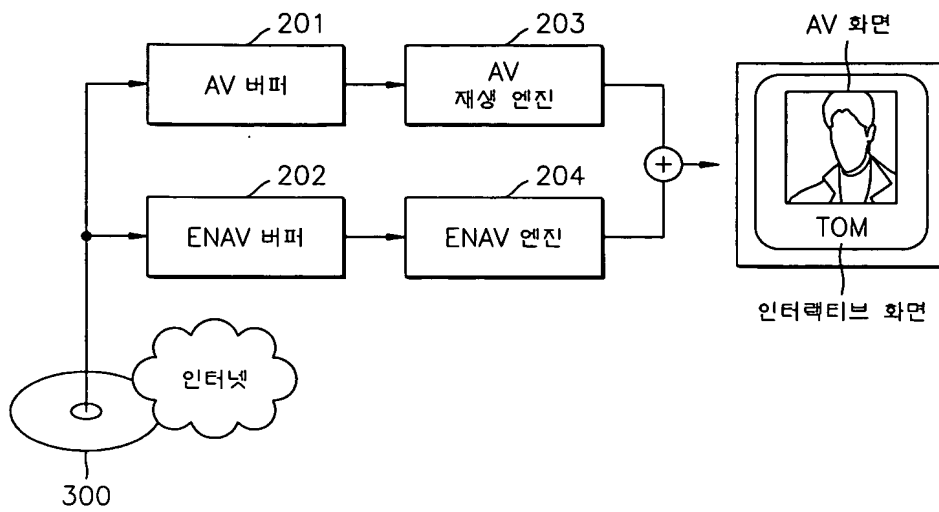 201
203
AV 화면
AV 버퍼
AV
재생 엔진
202
204
ENAV 버퍼
ENAV 엔진
+
TOM
인터랙티브 화면
인터넷
300